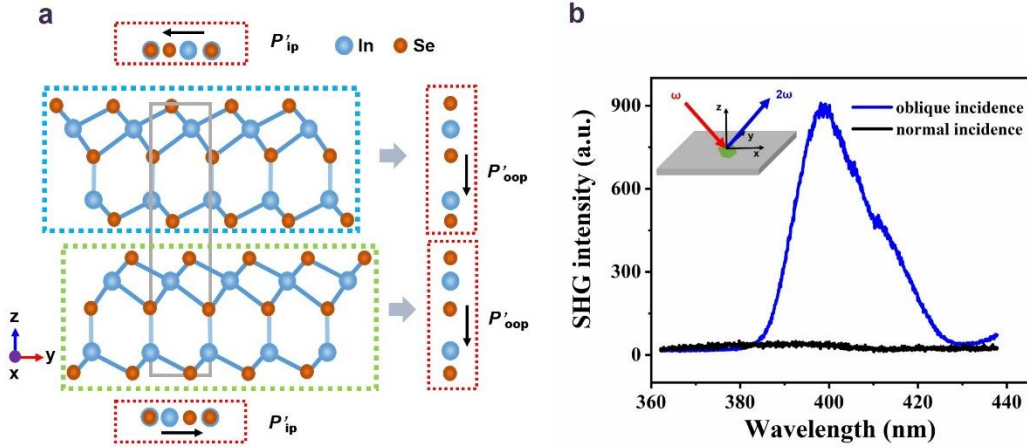 a
P′ip
In
Se
P′oop
P′oop
z
y
x
P′ip
b
SHG intensity (a.u.)
900
600
300
0
360
380
400
420
440
Wavelength (nm)
oblique incidence
normal incidence
ω
2ω
z
y
x